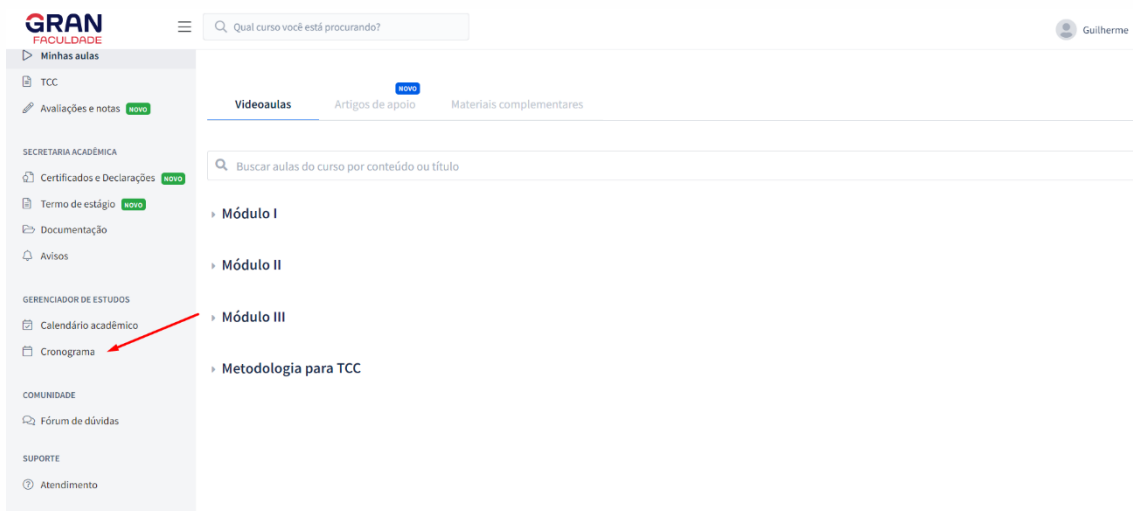 GRAN
FACULDADE
Qual curso você está procurando?
Guilherme
Minhas aulas
TCC
Avaliações e notas NOVO
SECRETARIA ACADÊMICA
Certificados e Declarações NOVO
Termo de estágio NOVO
Documentação
Avisos
GERENCIADOR DE ESTUDOS
Calendário acadêmico
Cronograma
COMUNIDADE
Fórum de dúvidas
SUPORTE
Atendimento
NOVO
Videoaulas Artigos de apoio Materiais complementares
Buscar aulas do curso por conteúdo ou título
Módulo I
Módulo II
Módulo III
Metodologia para TCC